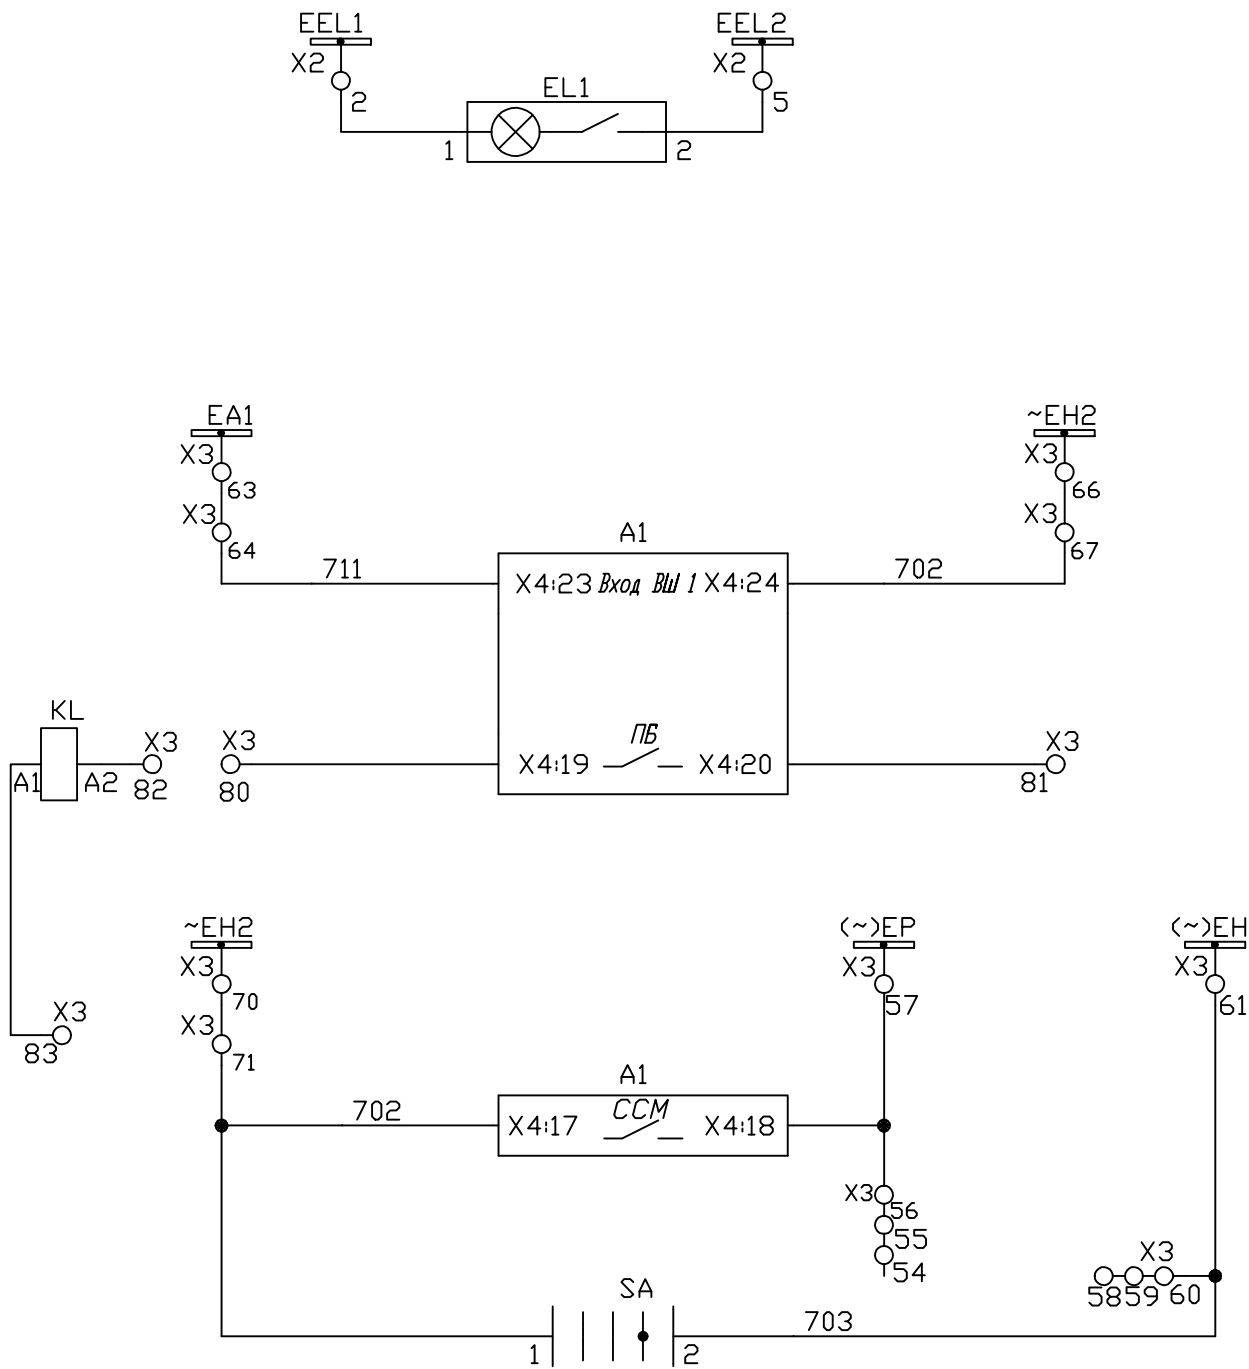 EEL1
EEL2
X2
X2
2
EL1
5
1
2
EA1
~EH2
X3
X3
63
66
X3
X3
64
67
A1
711
702
X4:23 Вход ВШ 1 X4:24
KL
X3
X3
ПБ
X3
A1
A2
X4:19
X4:20
82
80
81
~EH2
(~)EP
(~)EH
X3
X3
X3
70
57
61
X3
X3
83
71
A1
702
ССМ
X4:17
X4:18
X3
56
55
54
X3
58
59
60
SA
703
1
2